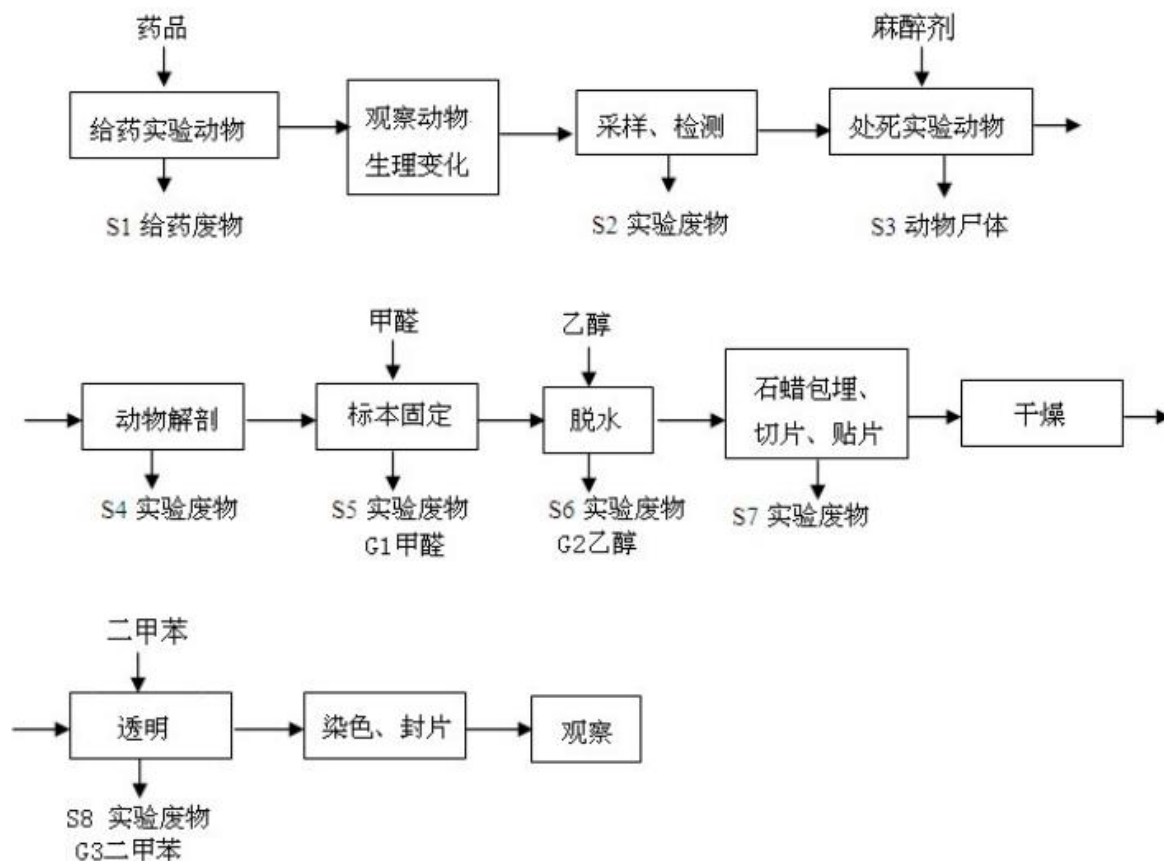 药品
麻醉剂
给药实验动物
观察动物
生理变化
采样、检测
处死实验动物
S1 给药废物
S2 实验废物
S3 动物尸体
甲醛
乙醇
动物解剖
标本固定
脱水
石蜡包埋、
切片、贴片
干燥
S4 实验废物
S5 实验废物
G1甲醛
S6 实验废物
G2乙醇
S7 实验废物
二甲苯
透明
染色、封片
观察
S8 实验废物
G3二甲苯